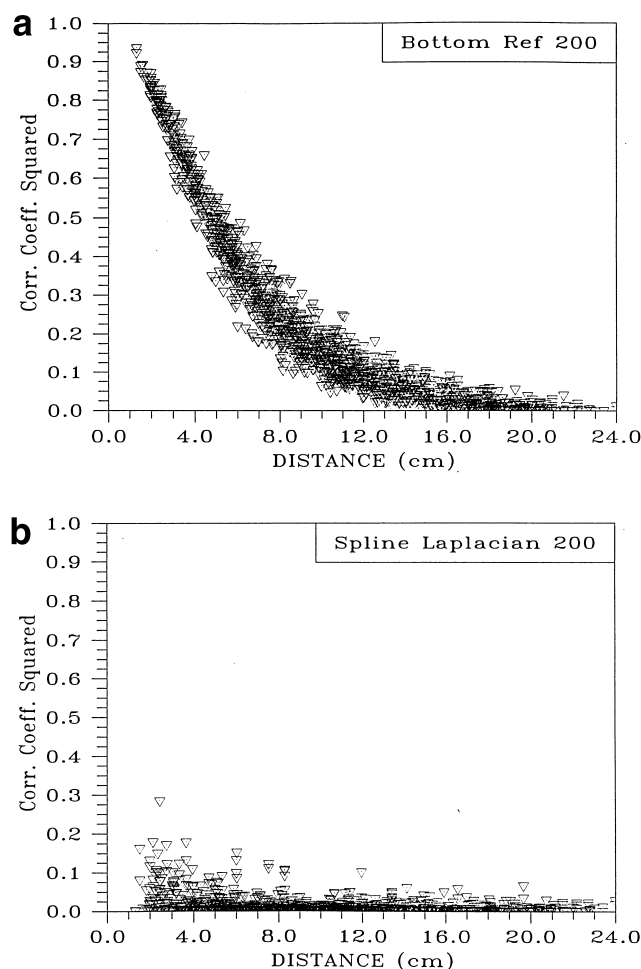 a
Bottom Ref 200
Corr. Coeff. Squared
1.0
0.9
0.8
0.7
0.6
0.5
0.4
0.3
0.2
0.1
0.0
0.0 4.0 8.0 12.0 16.0 20.0 24.0
DISTANCE (cm)
b
Spline Laplacian 200
Corr. Coeff. Squared
1.0
0.9
0.8
0.7
0.6
0.5
0.4
0.3
0.2
0.1
0.0
0.0 4.0 8.0 12.0 16.0 20.0 24.0
DISTANCE (cm)